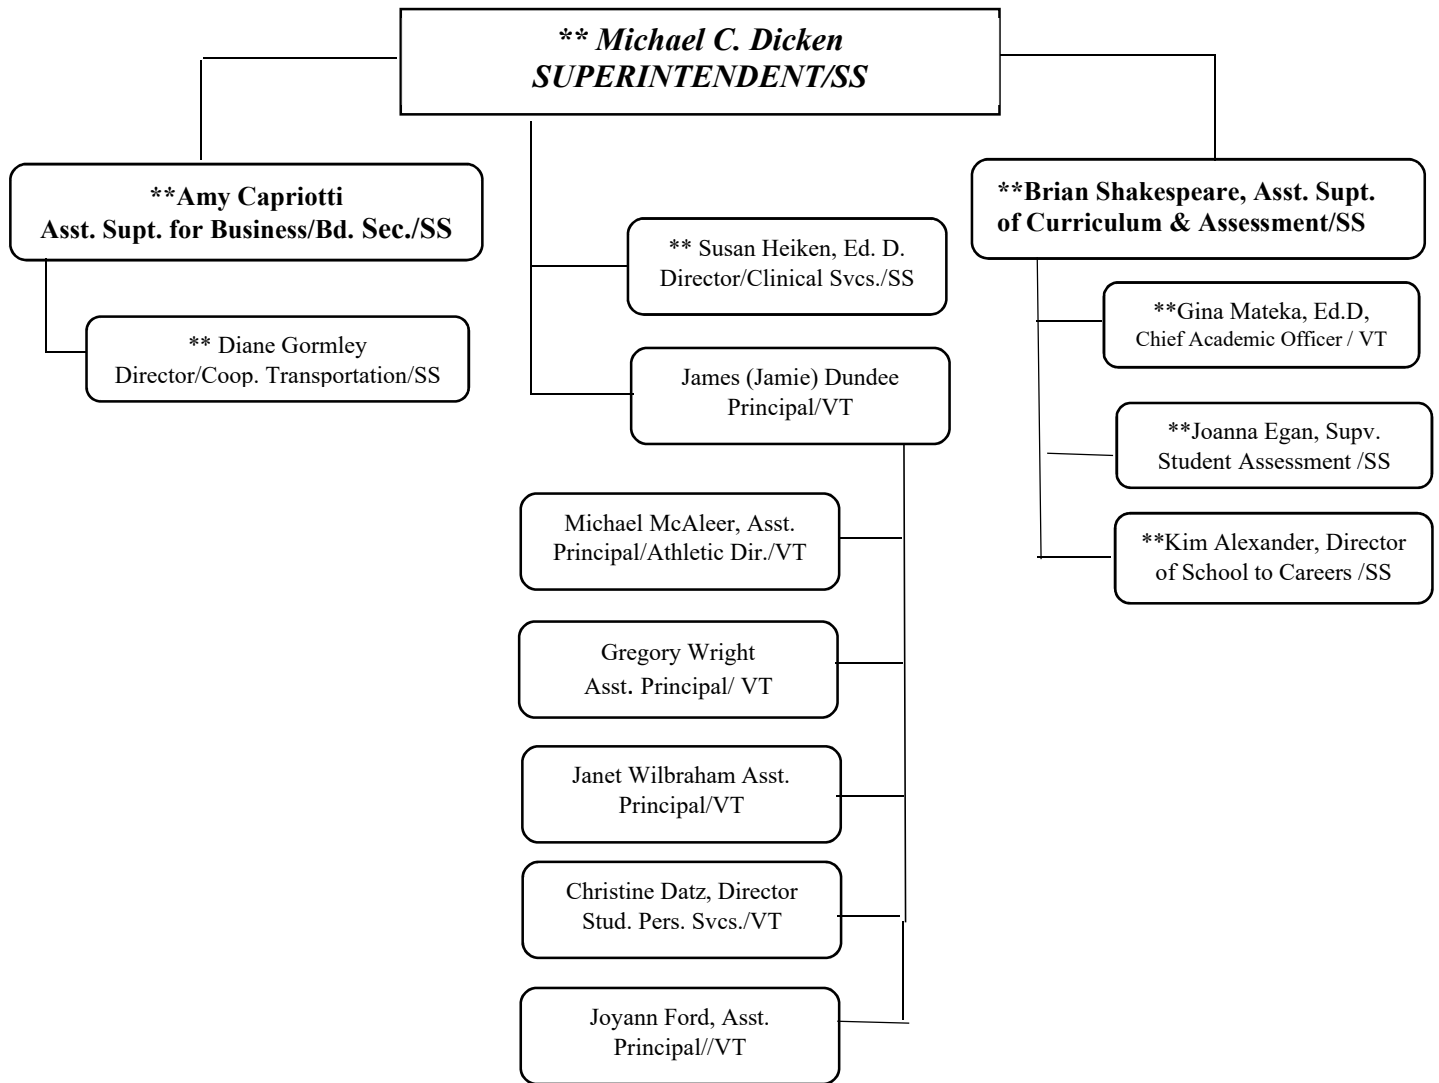 ** Michael C. Dicken
SUPERINTENDENT/SS
**Amy Capriotti
Asst. Supt. for Business/Bd. Sec./SS
** Diane Gormley
Director/Coop. Transportation/SS
** Susan Heiken, Ed. D.
Director/Clinical Svcs./SS
James (Jamie) Dundee
Principal/VT
Michael McAleer, Asst.
Principal/Athletic Dir./VT
Gregory Wright
Asst. Principal/ VT
Janet Wilbraham Asst.
Principal/VT
Christine Datz, Director
Stud. Pers. Svcs./VT
Joyann Ford, Asst.
Principal//VT
**Brian Shakespeare, Asst. Supt.
of Curriculum & Assessment/SS
**Gina Mateka, Ed.D,
Chief Academic Officer / VT
**Joanna Egan, Supv.
Student Assessment /SS
**Kim Alexander, Director
of School to Careers /SS